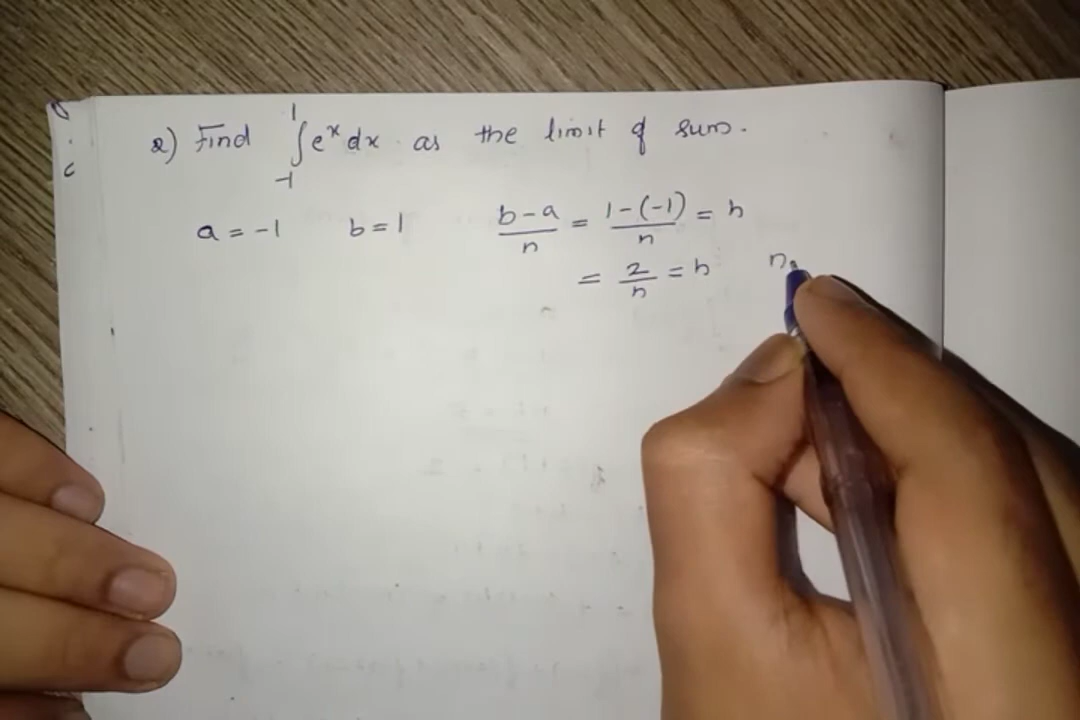 2) Find ∫₋₁¹ eˣ dx as the limit of sum.
a = -1 b = 1 (b-a)/n = (1-(-1))/n = h
= 2/n = h n